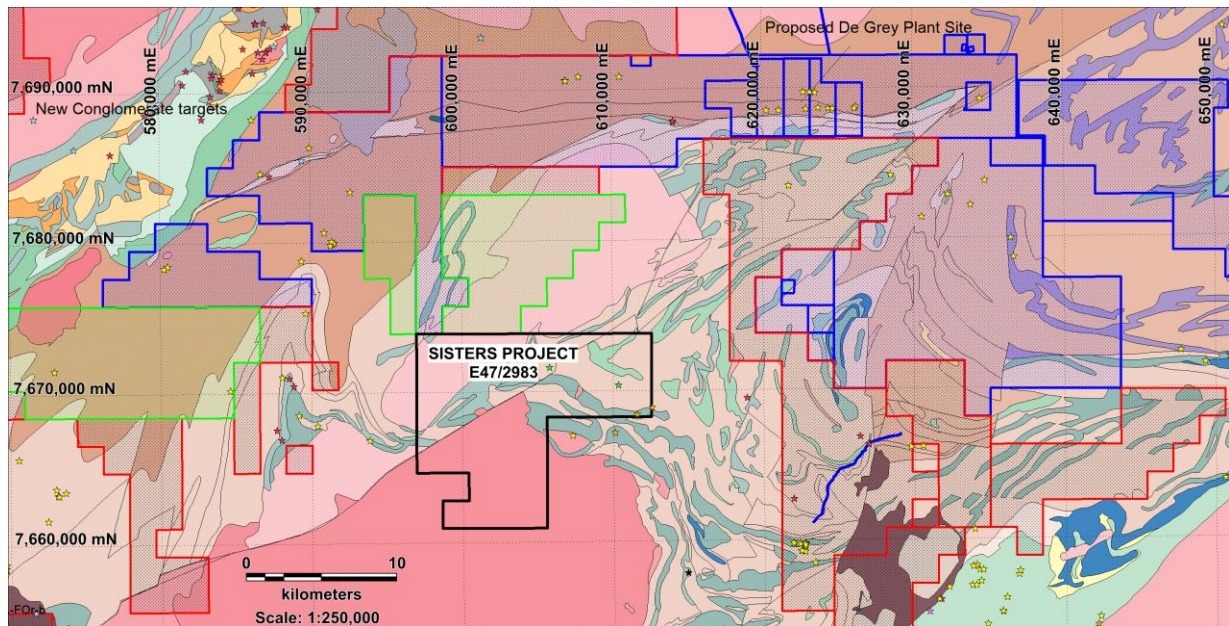 Proposed De Grey Plant Site
580,000 mE
590,000 mE
600,000 mE
610,000 mE
620,000 mE
630,000 mE
640,000 mE
650,000 mE
7,690,000 mN
New Conglomerate targets
7,680,000 mN
SISTERS PROJECT
E47/2983
7,670,000 mN
7,660,000 mN
0 10
kilometers
Scale: 1:250,000